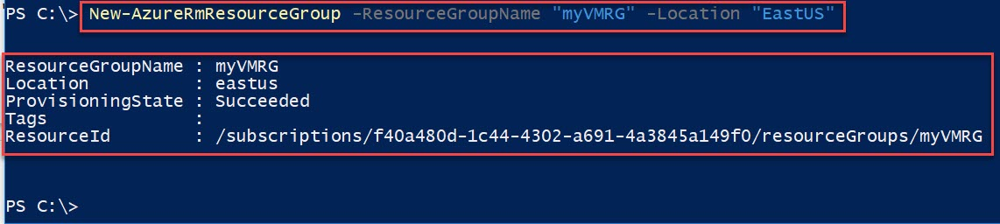 PS C:\> New-AzureRmResourceGroup -ResourceGroupName "myVMRG" -Location "EastUS"
ResourceGroupName : myVMRG
Location          : eastus
ProvisioningState : Succeeded
Tags              :
ResourceId        : /subscriptions/f40a480d-1c44-4302-a691-4a3845a149f0/resourceGroups/myVMRG
PS C:\>